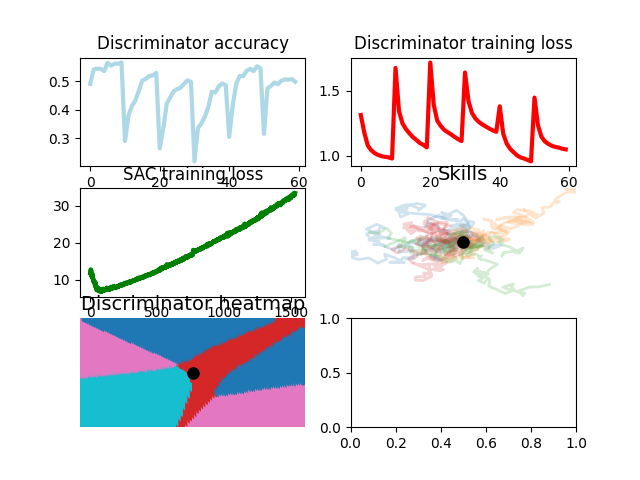 Discriminator accuracy
0.5
0.4
0.3
0 20 40 60
Discriminator training loss
1.5
1.0
0 20 40 60
SAC training loss
30
20
10
0 500 1000 1500
Skills
Discriminator heatmap
1.0
0.5
0.0
0.0 0.2 0.4 0.6 0.8 1.0